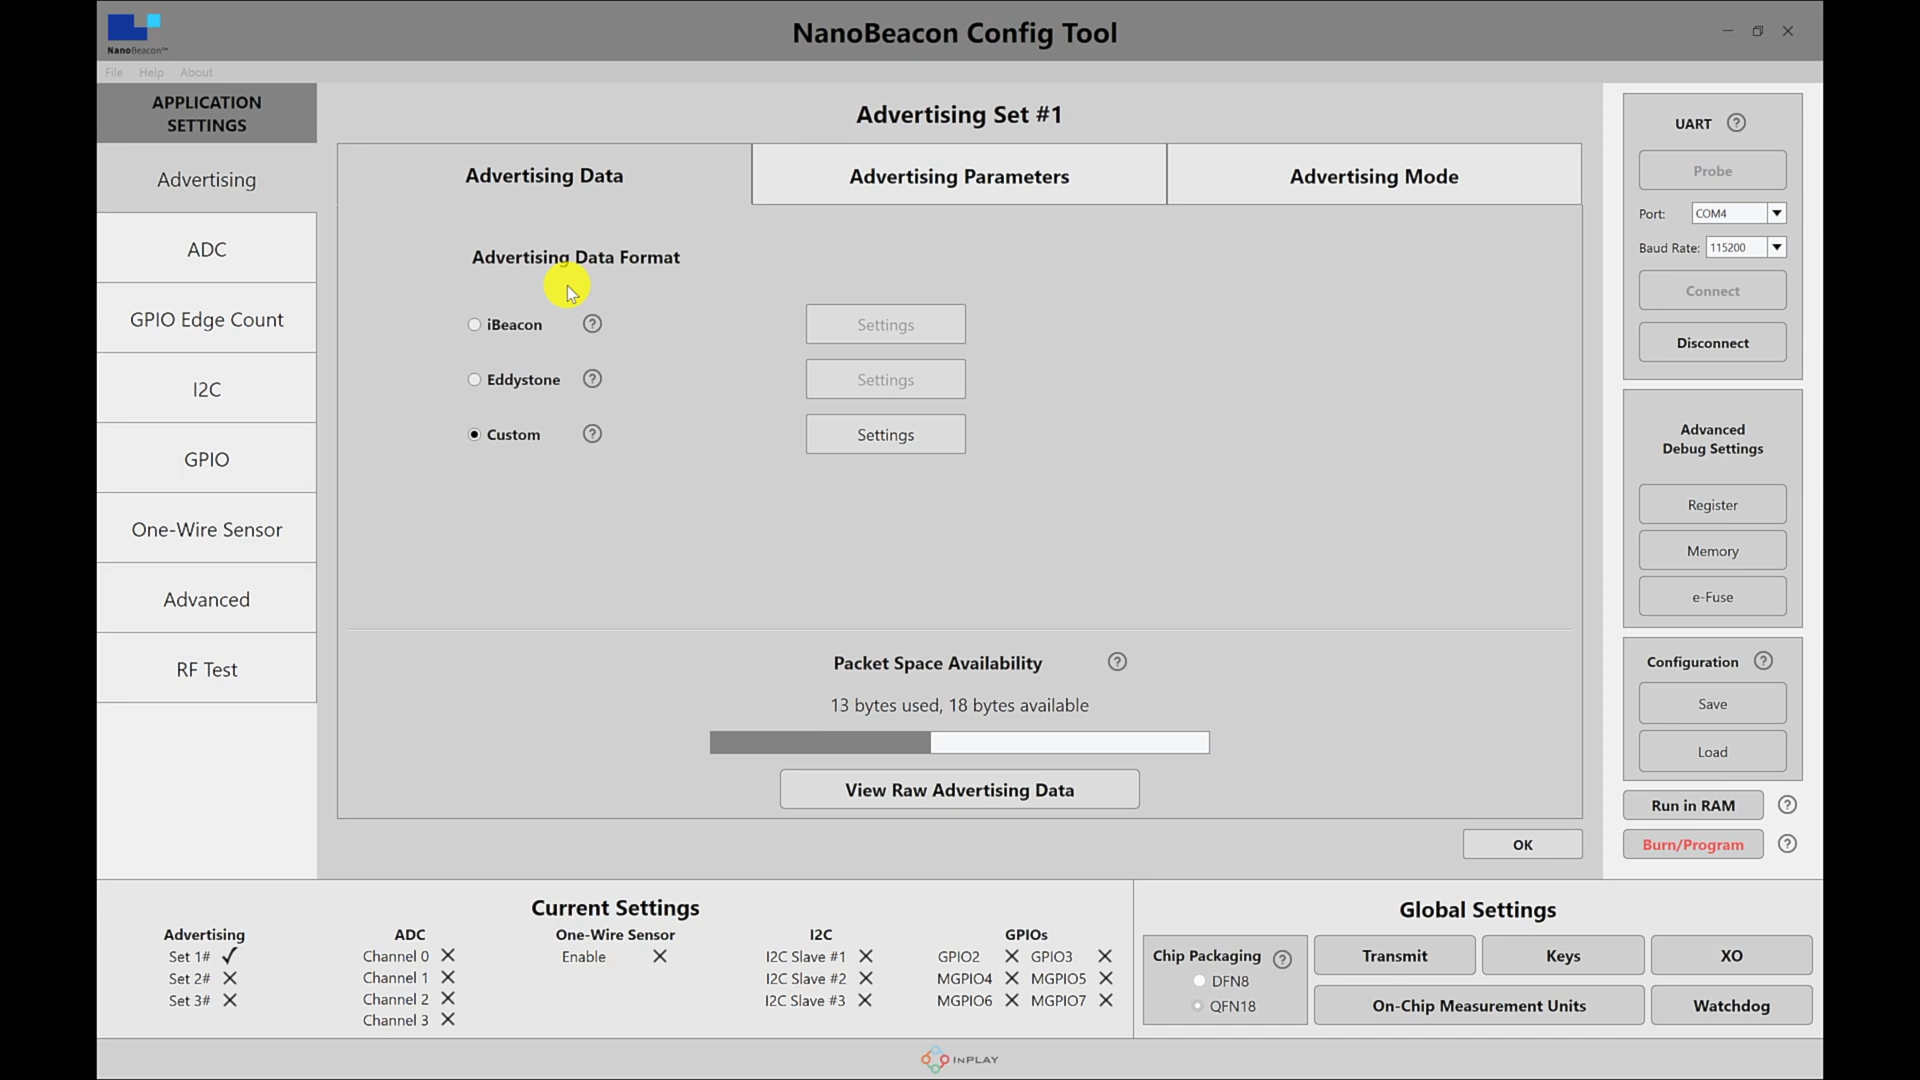 NanoBeacon™
NanoBeacon Config Tool
File Help About
APPLICATION
SETTINGS
Advertising
ADC
GPIO Edge Count
I2C
GPIO
One-Wire Sensor
Advanced
RF Test
Advertising Set #1
Advertising Data
Advertising Parameters
Advertising Mode
Advertising Data Format
iBeacon ? Settings
Eddystone ? Settings
Custom ? Settings
Packet Space Availability ?
13 bytes used, 18 bytes available
View Raw Advertising Data
OK
UART ?
Probe
Port: COM4
Baud Rate: 115200
Connect
Disconnect
Advanced
Debug Settings
Register
Memory
e-Fuse
Configuration ?
Save
Load
Run in RAM ?
Burn/Program ?
Current Settings
Advertising
Set 1#
Set 2#
Set 3#
ADC
Channel 0
Channel 1
Channel 2
Channel 3
One-Wire Sensor
Enable
I2C
I2C Slave #1
I2C Slave #2
I2C Slave #3
GPIOs
GPIO2 GPIO3
MGPIO4 MGPIO5
MGPIO6 MGPIO7
Global Settings
Chip Packaging ?
DFN8
QFN18
Transmit
Keys
XO
On-Chip Measurement Units
Watchdog
INPLAY